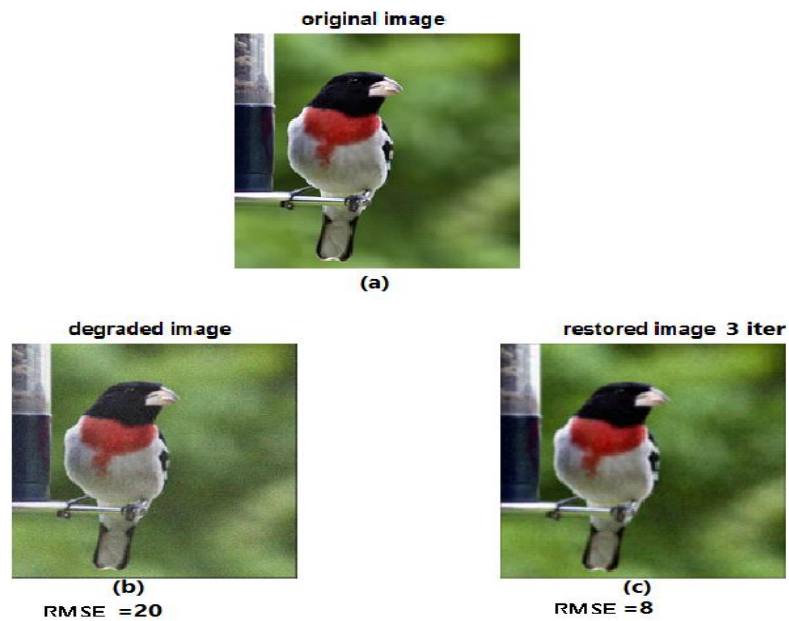 original image
(a)
degraded image
restored image 3 iter
(b)
(c)
RMSE =20
RMSE =8